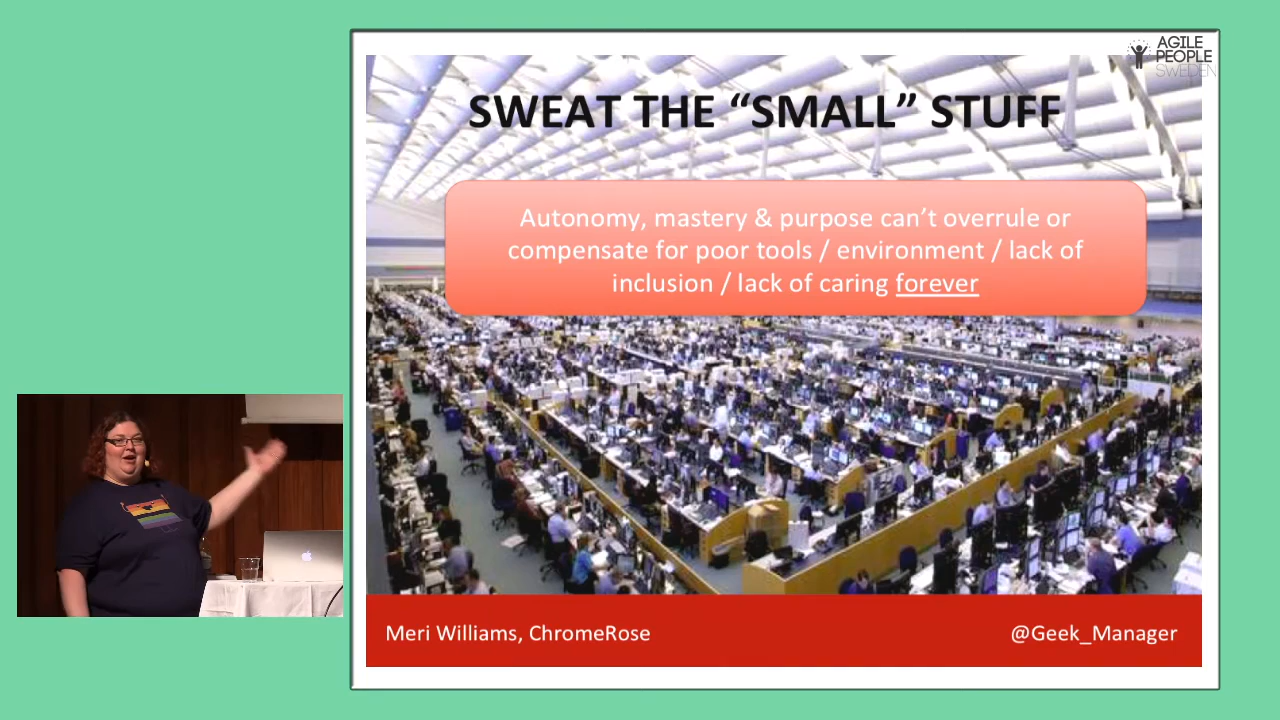 AGILE
PEOPLE
SWEDEN
SWEAT THE “SMALL” STUFF
Autonomy, mastery & purpose can’t overrule or
compensate for poor tools / environment / lack of
inclusion / lack of caring forever
Meri Williams, ChromeRose
@Geek_Manager